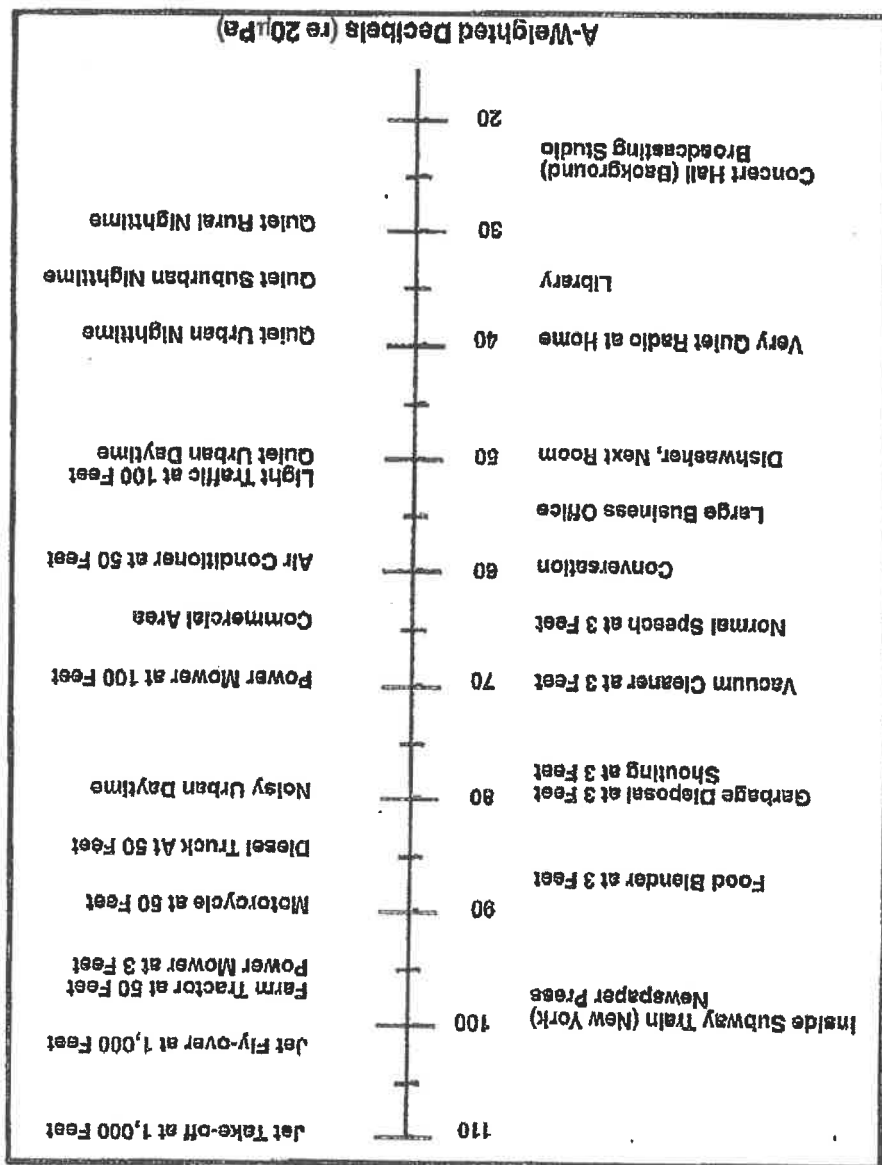 110 Jet Take-off at 1,000 Feet
Jet Fly-over at 1,000 Feet
Inside Subway Train (New York) 100
Newspaper Press
Farm Tractor at 50 Feet
Power Mower at 3 Feet
90 Motorcycle at 50 Feet
Food Blender at 3 Feet
Diesel Truck At 50 Feet
Garbage Disposal at 3 Feet 80 Noisy Urban Daytime
Shouting at 3 Feet
Vacuum Cleaner at 3 Feet 70 Power Mower at 100 Feet
Normal Speech at 3 Feet Commercial Area
Conversation 60 Air Conditioner at 50 Feet
Large Business Office
Light Traffic at 100 Feet
Dishwasher, Next Room 50 Quiet Urban Daytime
Very Quiet Radio at Home 40 Quiet Urban Nighttime
Library Quiet Suburban Nighttime
30 Quiet Rural Nighttime
Concert Hall (Background)
Broadcasting Studio
20
A-Weighted Decibels (re 20µPa)